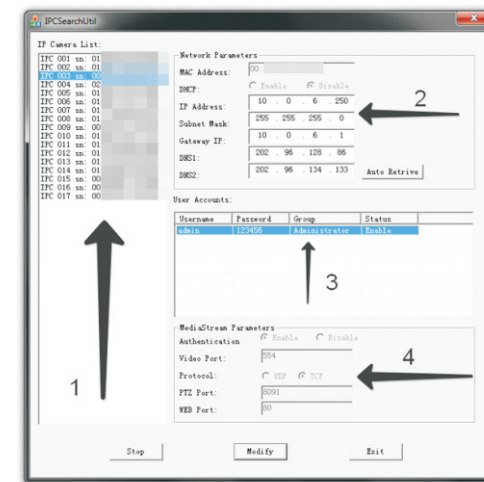 IPCSearchUtil
IP Camera List:
IPC 001 sn: 01
IPC 002 sn: 01
IPC 003 sn: 00
IPC 004 sn: 02
IPC 005 sn: 01
IPC 006 sn: 01
IPC 007 sn: 01
IPC 008 sn: 01
IPC 009 sn: 00
IPC 010 sn: 01
IPC 011 sn: 01
IPC 012 sn: 01
IPC 013 sn: 01
IPC 014 sn: 01
IPC 015 sn: 00
IPC 016 sn: 00
IPC 017 sn: 00
1
Network Parameters
MAC Address: 00:
DHCP: Enable Disable
IP Address: 10 . 0 . 6 . 250
Subnet Mask: 255 . 255 . 255 . 0
Gateway IP: 10 . 0 . 6 . 1
DNS1: 202 . 96 . 128 . 86
DNS2: 202 . 96 . 134 . 133
Auto Retrive
2
User Accounts:
Username Password Group Status
admin 123456 Administrator Enable
3
MediaStream Parameters
Authentication Enable Disable
Video Port: 554
Protocol: UDP TCP
PTZ Port: 8091
WEB Port: 80
4
Stop Modify Exit